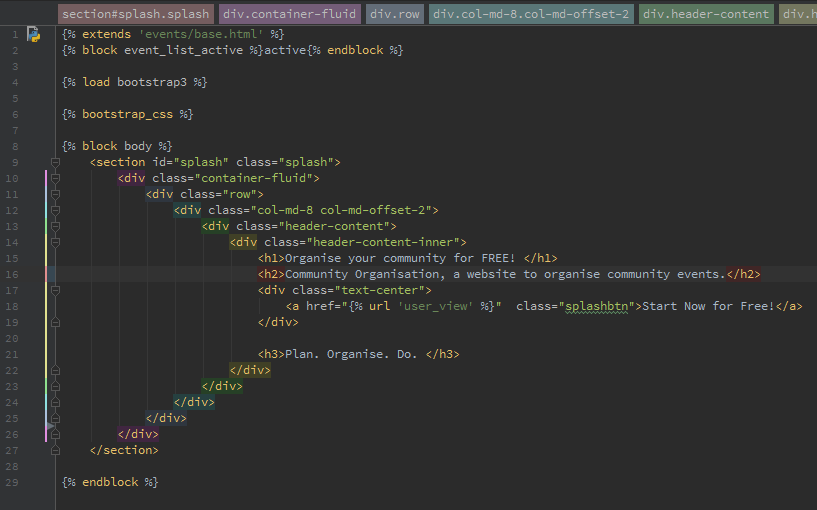 section#splash.splash div.container-fluid div.row div.col-md-8.col-md-offset-2 div.header-content div.h
1 {% extends 'events/base.html' %}
2 {% block event_list_active %}active{% endblock %}
3
4 {% load bootstrap3 %}
5
6 {% bootstrap_css %}
7
8 {% block body %}
9 <section id="splash" class="splash">
10 <div class="container-fluid">
11 <div class="row">
12 <div class="col-md-8 col-md-offset-2">
13 <div class="header-content">
14 <div class="header-content-inner">
15 <h1>Organise your community for FREE! </h1>
16 <h2>Community Organisation, a website to organise community events.</h2>
17 <div class="text-center">
18 <a href="{% url 'user_view' %}"  class="splashbtn">Start Now for Free!</a>
19 </div>
20
21 <h3>Plan. Organise. Do. </h3>
22 </div>
23 </div>
24 </div>
25 </div>
26 </div>
27 </section>
28
29 {% endblock %}